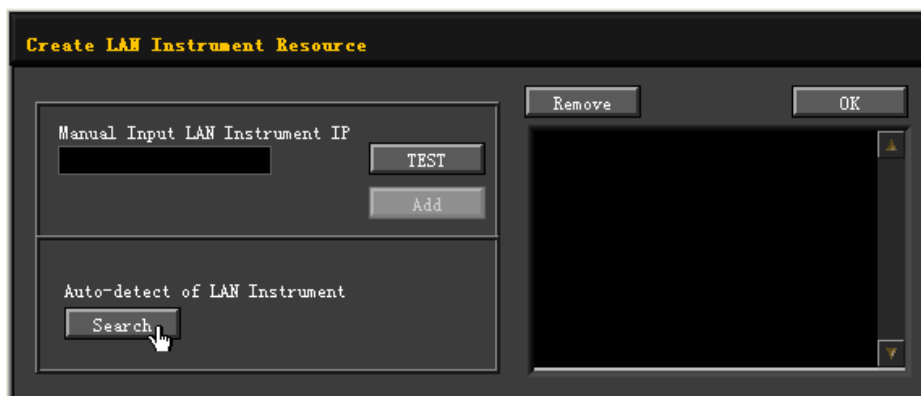 Create LAN Instrument Resource
Remove
OK
Manual Input LAN Instrument IP
TEST
Add
Auto-detect of LAN Instrument
Search